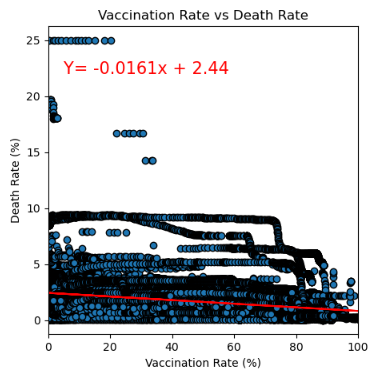 Vaccination Rate vs Death Rate
Y= -0.0161x + 2.44
25
20
15
10
5
0
Death Rate (%)
0 20 40 60 80 100
Vaccination Rate (%)